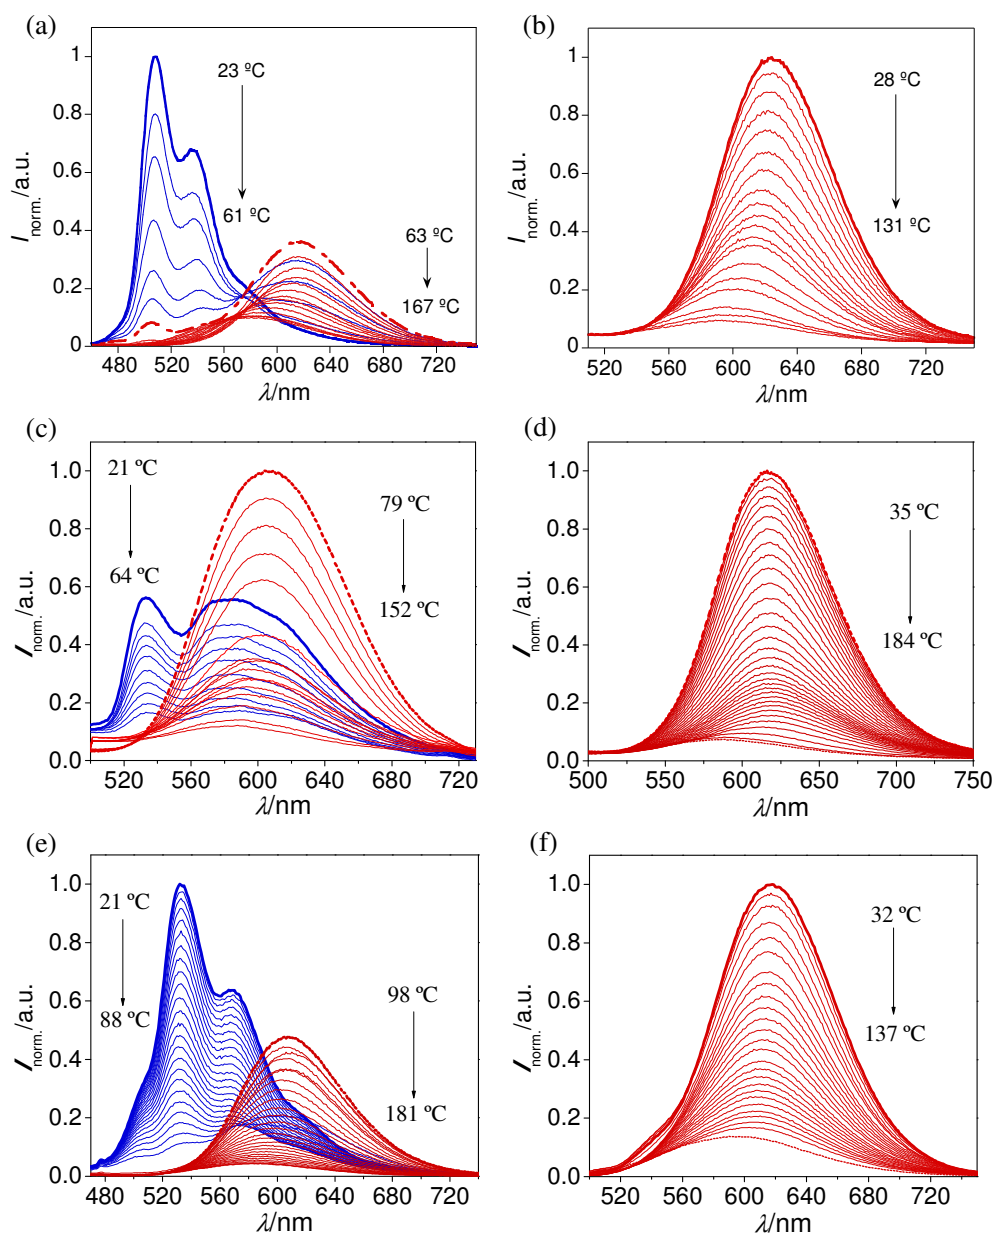 (a)
1
0.8
0.6
0.4
0.2
0
I norm./a.u.
23 ºC
61 ºC
63 ºC
167 ºC
480 520 560 600 640 680 720
λ/nm
(b)
1
0.8
0.6
0.4
0.2
0
I norm./a.u.
28 ºC
131 ºC
520 560 600 640 680 720
λ/nm
(c)
1.0
0.8
0.6
0.4
0.2
0.0
I norm./a.u.
21 ºC
64 ºC
79 ºC
152 ºC
520 560 600 640 680 720
λ/nm
(d)
1.0
0.8
0.6
0.4
0.2
0.0
I norm./a.u.
35 ºC
184 ºC
500 550 600 650 700 750
λ/nm
(e)
1.0
0.8
0.6
0.4
0.2
0.0
I norm./a.u.
21 ºC
88 ºC
98 ºC
181 ºC
480 520 560 600 640 680 720
λ/nm
(f)
1.0
0.8
0.6
0.4
0.2
0.0
I norm./a.u.
32 ºC
137 ºC
520 560 600 640 680 720
λ/nm